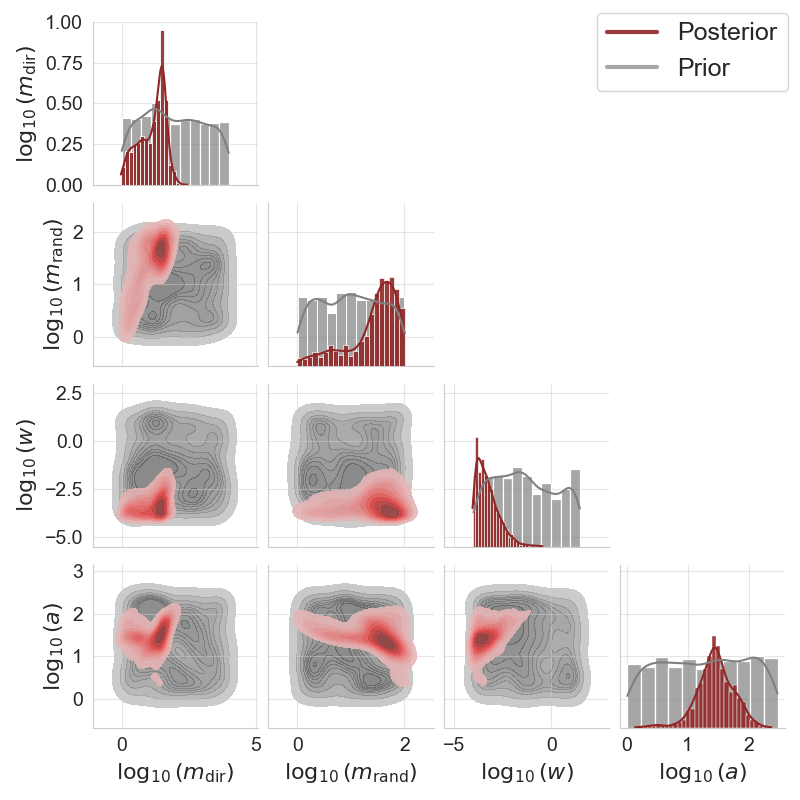 Posterior
Prior
1.00
0.75
0.50
0.25
0.00
log₁₀(m_dir)
2
1
0
log₁₀(m_rand)
2.5
0.0
−2.5
−5.0
log₁₀(w)
3
2
1
0
log₁₀(a)
0 5
0 2
−5 0
0 1 2
log₁₀(m_dir) log₁₀(m_rand) log₁₀(w) log₁₀(a)